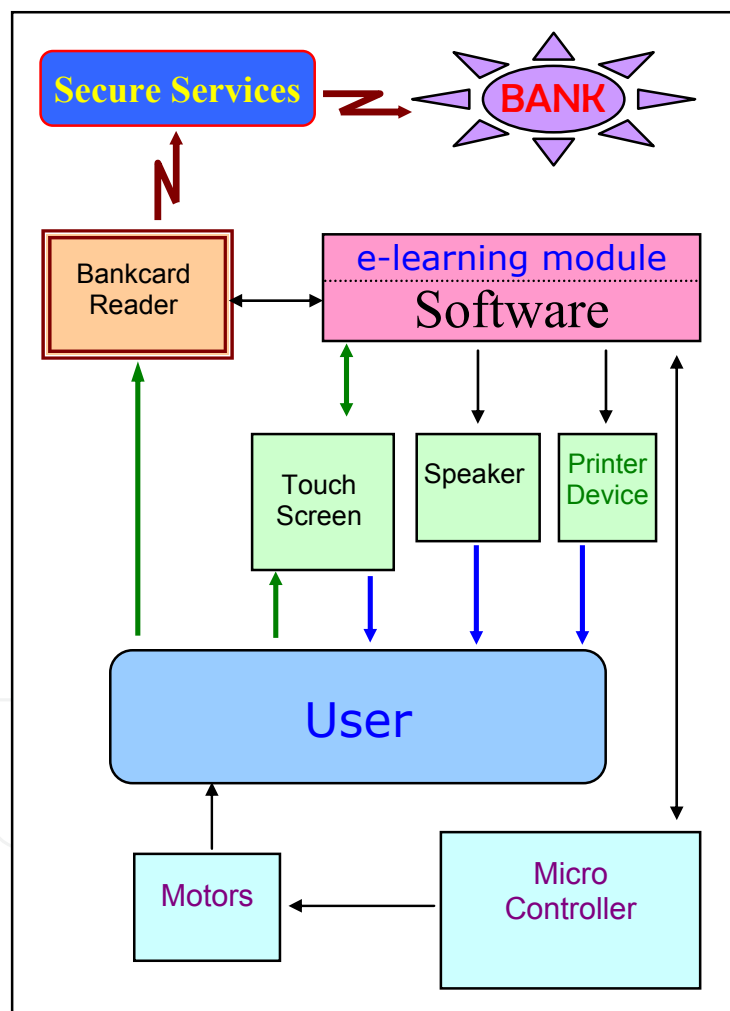 Secure Services
BANK
Bankcard
Reader
e-learning module
Software
Touch
Screen
Speaker
Printer
Device
User
Motors
Micro
Controller